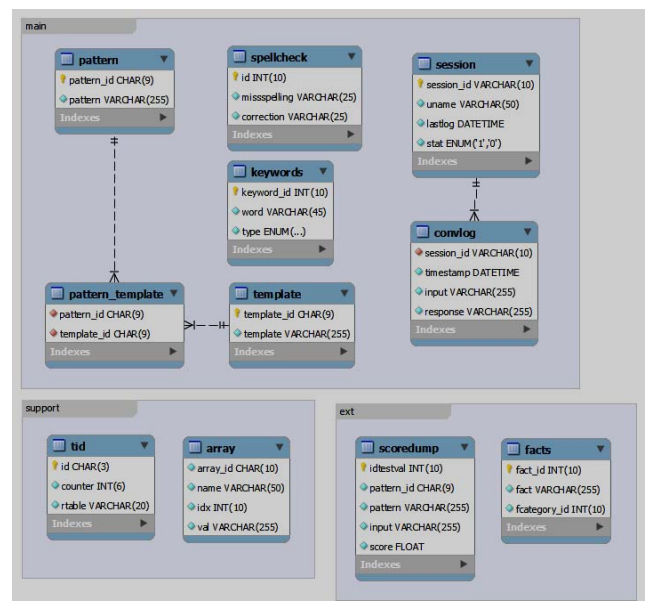 main
pattern
pattern_id CHAR(9)
pattern VARCHAR(255)
Indexes
spellcheck
id INT(10)
missspelling VARCHAR(25)
correction VARCHAR(25)
Indexes
session
session_id VARCHAR(10)
uname VARCHAR(50)
lastlog DATETIME
stat ENUM('1','0')
Indexes
keywords
keyword_id INT(10)
word VARCHAR(45)
type ENUM(...)
Indexes
convlog
session_id VARCHAR(10)
timestamp DATETIME
input VARCHAR(255)
response VARCHAR(255)
Indexes
pattern_template
pattern_id CHAR(9)
template_id CHAR(9)
Indexes
template
template_id CHAR(9)
template VARCHAR(255)
Indexes
support
tid
id CHAR(3)
counter INT(6)
rtable VARCHAR(20)
Indexes
array
array_id CHAR(10)
name VARCHAR(50)
idx INT(10)
val VARCHAR(255)
ext
scoredump
idtestval INT(10)
pattern_id CHAR(9)
pattern VARCHAR(255)
input VARCHAR(255)
score FLOAT
Indexes
facts
fact_id INT(10)
fact VARCHAR(255)
fcategory_id INT(10)
Indexes